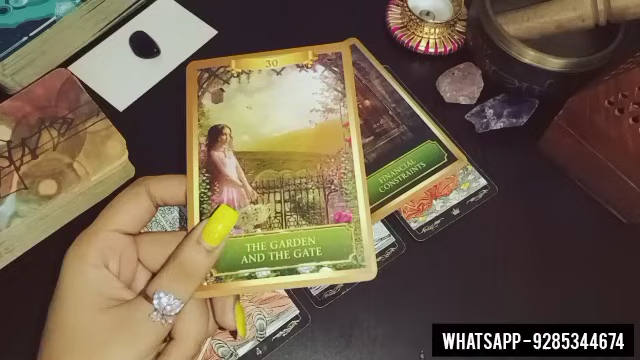 30
THE GARDEN
AND THE GATE
FINANCIAL
CONSTRAINTS
WHATSAPP-9285344674